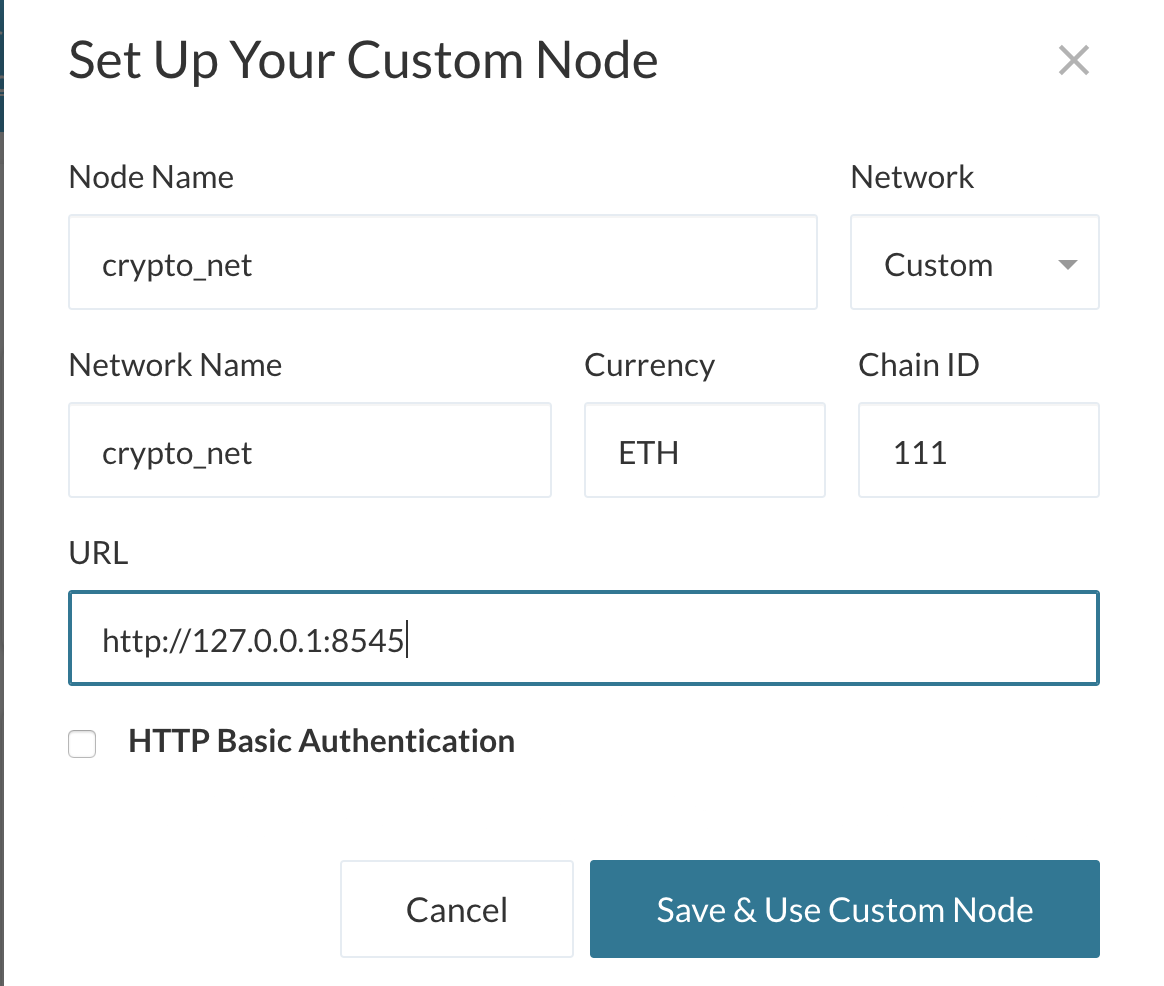 Set Up Your Custom Node
Node Name
Network
crypto_net
Custom
Network Name
Currency
Chain ID
crypto_net
ETH
111
URL
http://127.0.0.1:8545
HTTP Basic Authentication
Cancel
Save & Use Custom Node